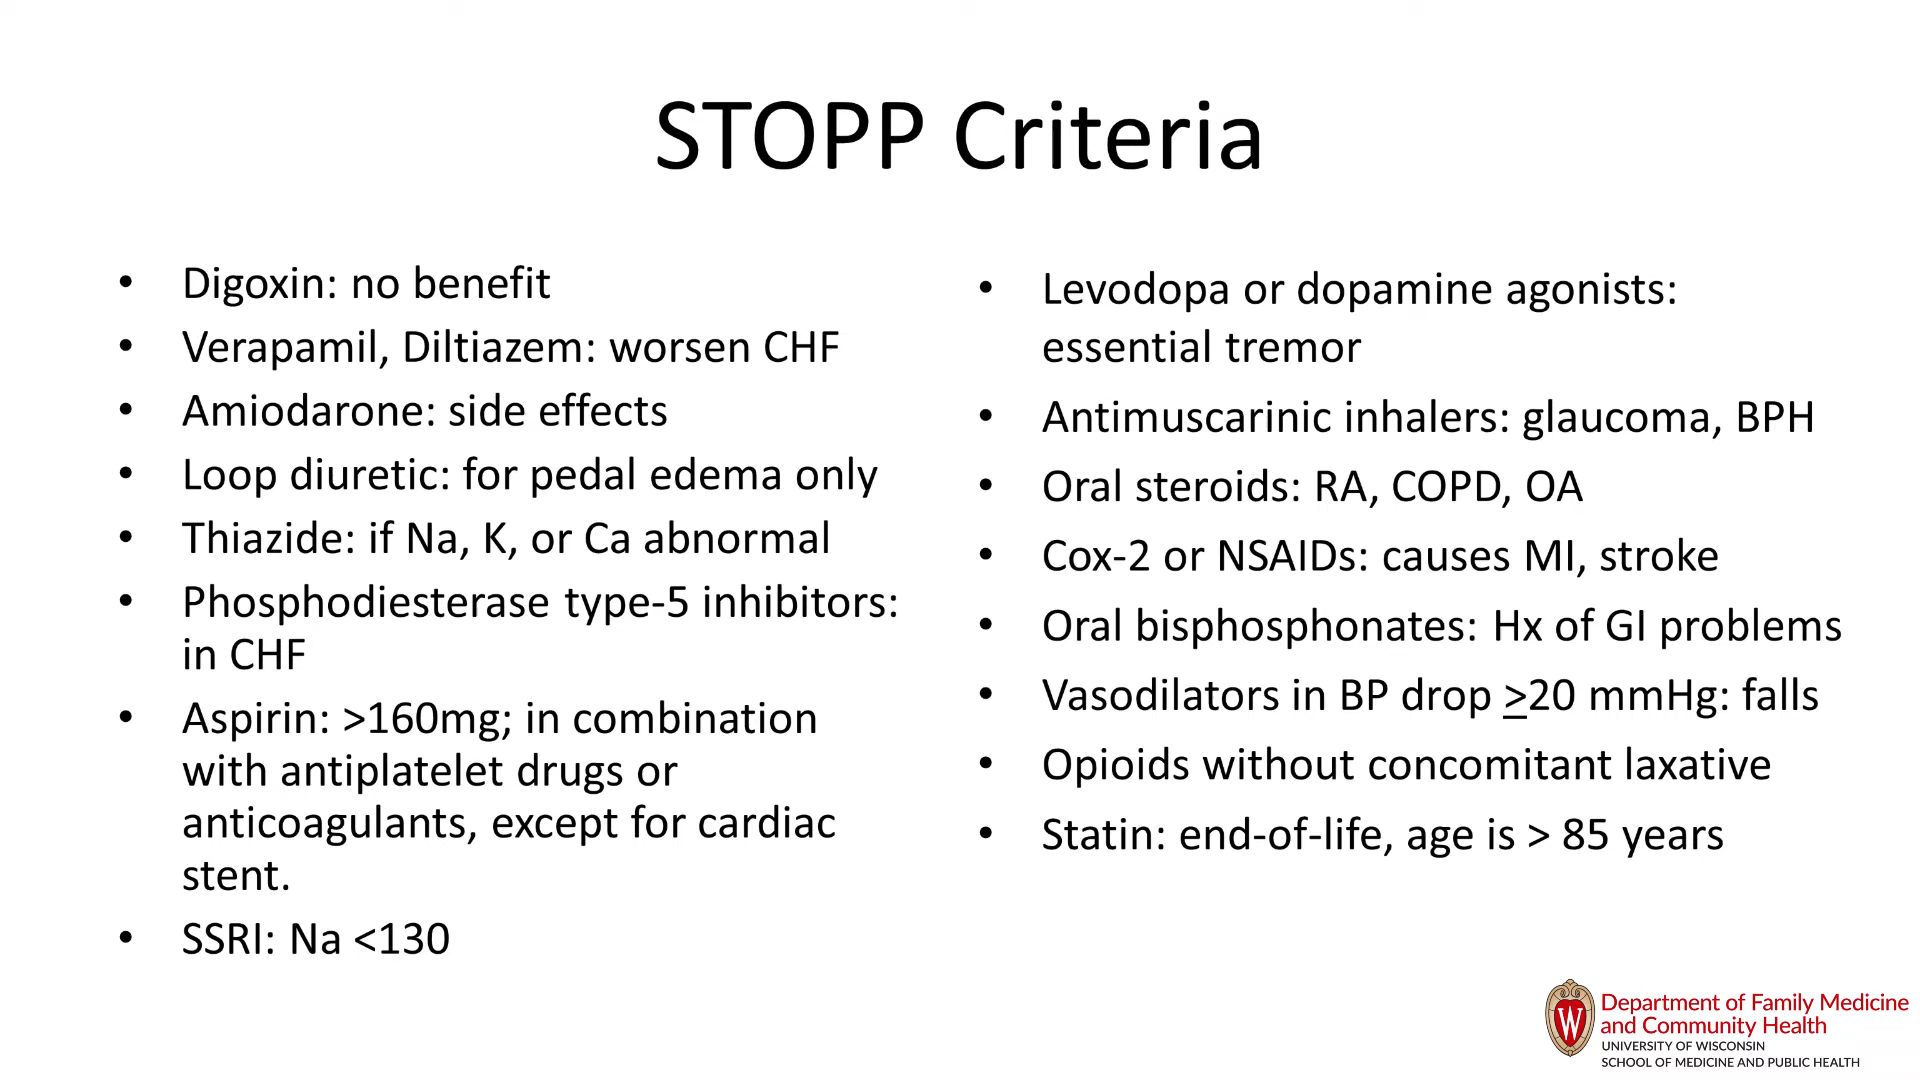 STOPP Criteria
• Digoxin: no benefit
• Verapamil, Diltiazem: worsen CHF
• Amiodarone: side effects
• Loop diuretic: for pedal edema only
• Thiazide: if Na, K, or Ca abnormal
• Phosphodiesterase type-5 inhibitors:
in CHF
• Aspirin: >160mg; in combination
with antiplatelet drugs or
anticoagulants, except for cardiac
stent.
• SSRI: Na <130
• Levodopa or dopamine agonists:
essential tremor
• Antimuscarinic inhalers: glaucoma, BPH
• Oral steroids: RA, COPD, OA
• Cox-2 or NSAIDs: causes MI, stroke
• Oral bisphosphonates: Hx of GI problems
• Vasodilators in BP drop >20 mmHg: falls
• Opioids without concomitant laxative
• Statin: end-of-life, age is > 85 years
W
Department of Family Medicine
and Community Health
UNIVERSITY OF WISCONSIN
SCHOOL OF MEDICINE AND PUBLIC HEALTH